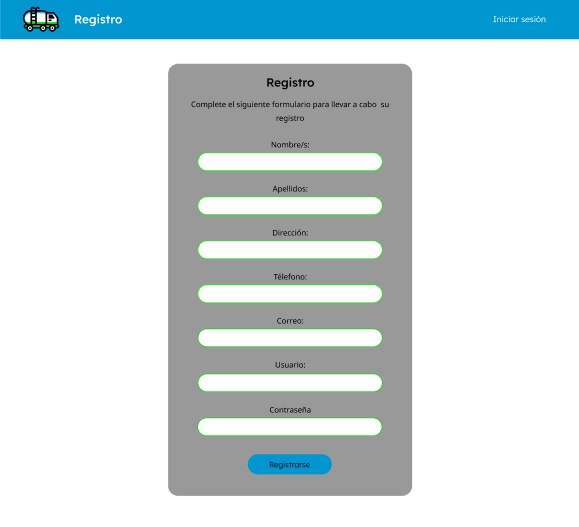 Registro
Iniciar sesión
Registro
Complete el siguiente formulario para llevar a cabo  su
registro
Nombre/s:
Apellidos:
Dirección:
Télefono:
Correo:
Usuario:
Contraseña
Registrarse